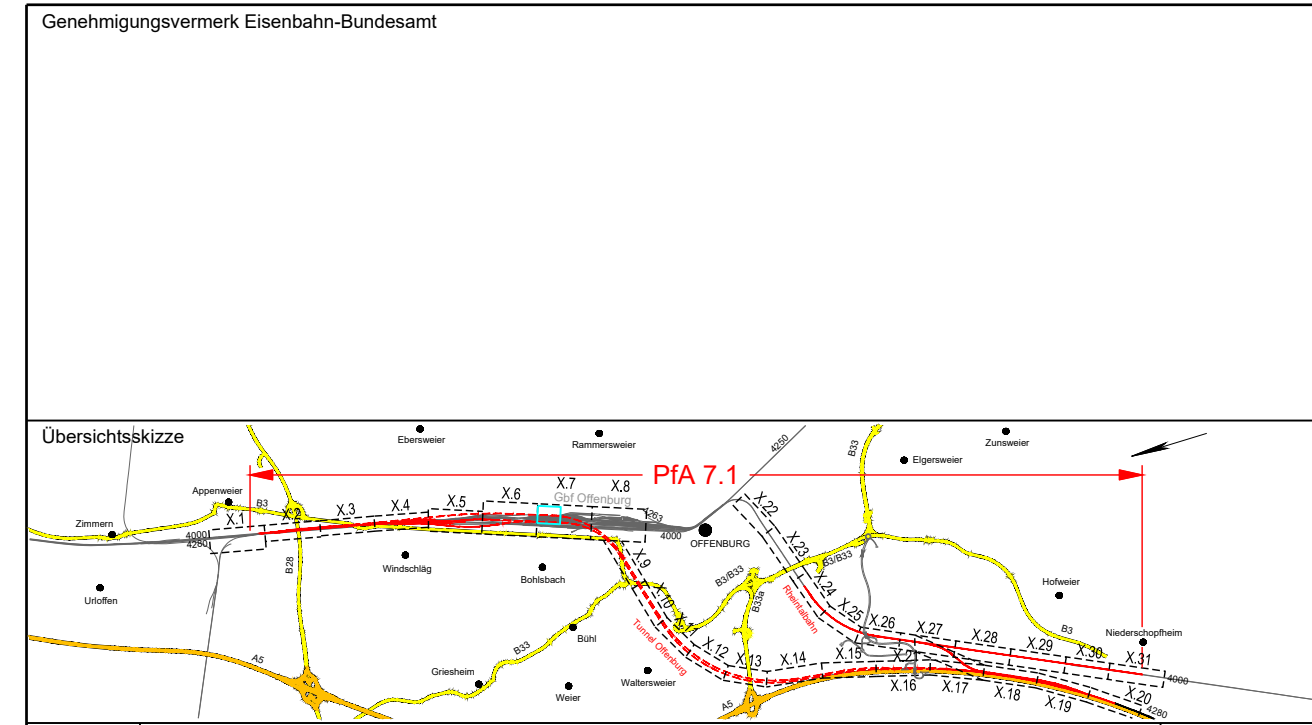 Genehmigungsvermerk Eisenbahn-Bundesamt
Übersichtsskizze
Ebersweier
Rammersweier
4250
B33
Zunsweier
Elgersweier
PfA 7.1
Appenweier
B3
X.1
X.2
X.3
X.4
X.5
X.6
X.7
X.8
Gbf Offenburg
4263
4000
OFFENBURG
X.22
Zimmern
4000
4280
B28
Windschläg
Bohlsbach
Urloffen
X.9
X.10
X.11
X.12
X.13
X.14
X.15
X.21
X.16
X.17
X.18
X.19
X.20
X.23
X.24
X.25
X.26
X.27
X.28
X.29
X.30
X.31
B3/B33
B3/B33
B33a
Rheintalbahn
Tunnel Offenburg
Hofweier
B3
Niederschopfheim
4000
4280
Bühl
B33
Griesheim
Weier
Waltersweier
A5
A5